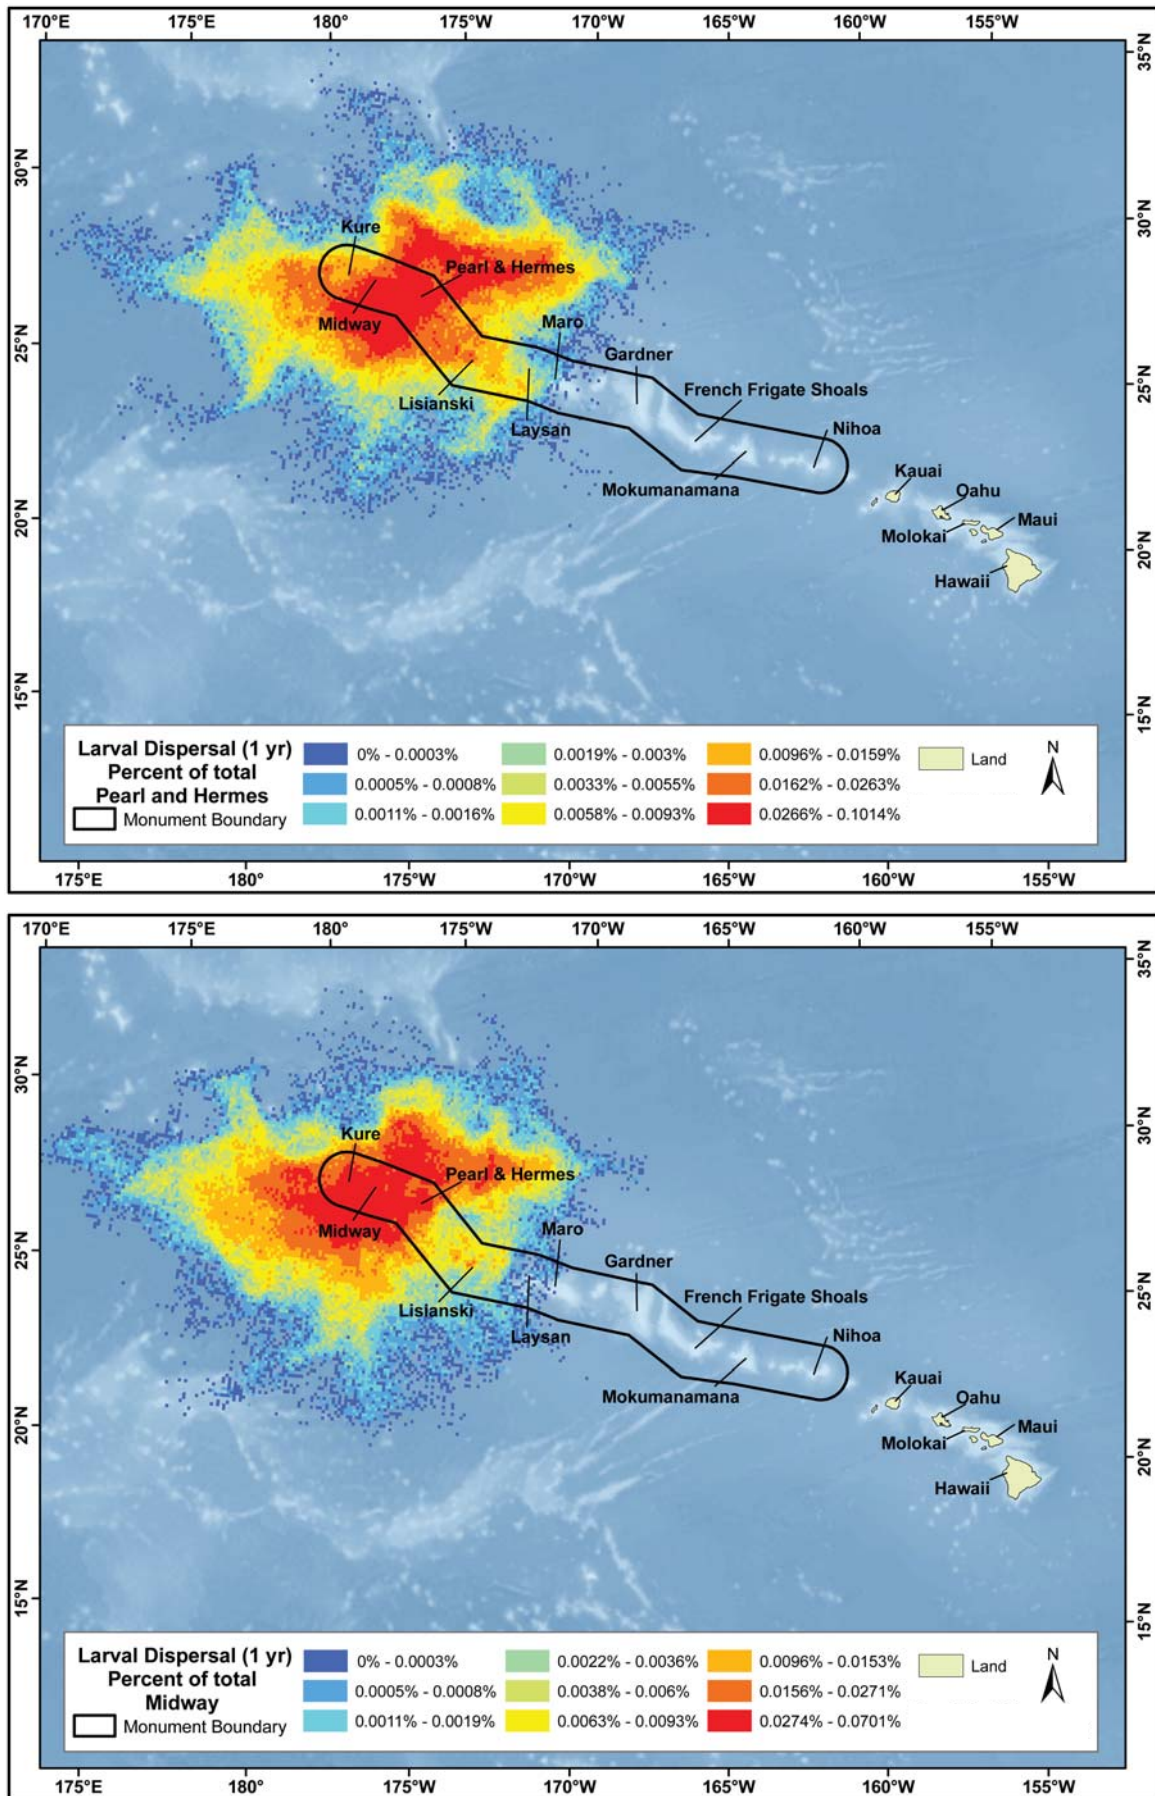 170°E 175°E 180° 175°W 170°W 165°W 160°W 155°W
35°N
30°N 30°N
Kure
Pearl & Hermes
Midway Maro
25°N Gardner 25°N
French Frigate Shoals
Lisianski
Laysan Nihoa
Mokumanamana Kauai
20°N Oahu 20°N
Molokai Maui
Hawaii
15°N 15°N
Larval Dispersal (1 yr)
Percent of total
Pearl and Hermes
Monument Boundary
0% - 0.0003%
0.0005% - 0.0008%
0.0011% - 0.0016%
0.0019% - 0.003%
0.0033% - 0.0055%
0.0058% - 0.0093%
0.0096% - 0.0159%
0.0162% - 0.0263%
0.0266% - 0.1014%
Land
N
175°E 180° 175°W 170°W 165°W 160°W 155°W
170°E 175°E 180° 175°W 170°W 165°W 160°W 155°W
35°N
30°N 30°N
Kure
Pearl & Hermes
Midway Maro
25°N Gardner 25°N
French Frigate Shoals
Lisianski
Laysan Nihoa
Mokumanamana Kauai
20°N Oahu 20°N
Molokai Maui
Hawaii
15°N 15°N
Larval Dispersal (1 yr)
Percent of total
Midway
Monument Boundary
0% - 0.0003%
0.0005% - 0.0008%
0.0011% - 0.0019%
0.0022% - 0.0036%
0.0038% - 0.006%
0.0063% - 0.0093%
0.0096% - 0.0153%
0.0156% - 0.0271%
0.0274% - 0.0701%
Land
N
175°E 180° 175°W 170°W 165°W 160°W 155°W